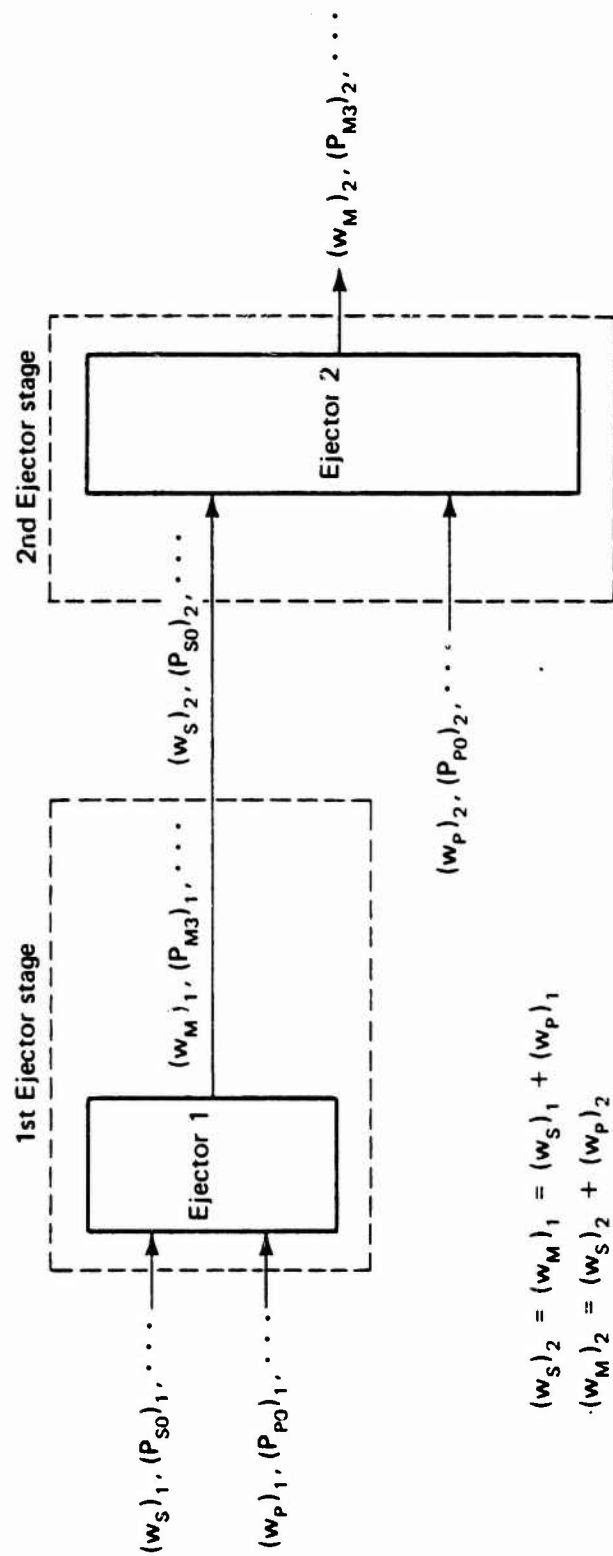 1st Ejector stage
2nd Ejector stage
(w_S)_1, (P_S0)_1, . . .
(w_P)_1, (P_P0)_1, . . .
Ejector 1
(w_M)_1, (P_M3)_1, . . .
(w_S)_2, (P_S0)_2, . . .
(w_P)_2, (P_P0)_2, . . .
Ejector 2
(w_M)_2, (P_M3)_2, . . .
(w_S)_2 = (w_M)_1 = (w_S)_1 + (w_P)_1
(w_M)_2 = (w_S)_2 + (w_P)_2